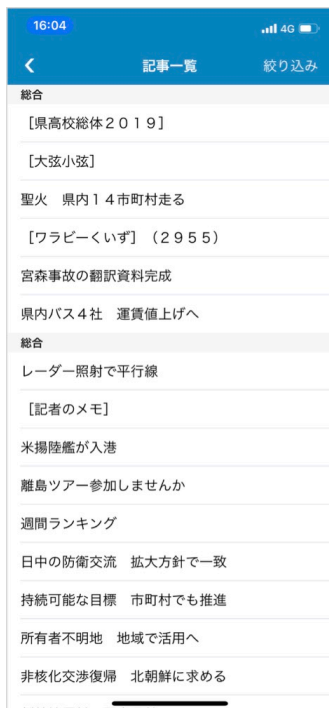 16:04
4G
記事一覧
絞り込み
総合
［県高校総体２０１９］
［大弦小弦］
聖火　県内１４市町村走る
［ワラビーくいず］（２９５５）
宮森事故の翻訳資料完成
県内バス４社　運賃値上げへ
総合
レーダー照射で平行線
［記者のメモ］
米揚陸艦が入港
離島ツアー参加しませんか
週間ランキング
日中の防衛交流　拡大方針で一致
持続可能な目標　市町村でも推進
所有者不明地　地域で活用へ
非核化交渉復帰　北朝鮮に求める